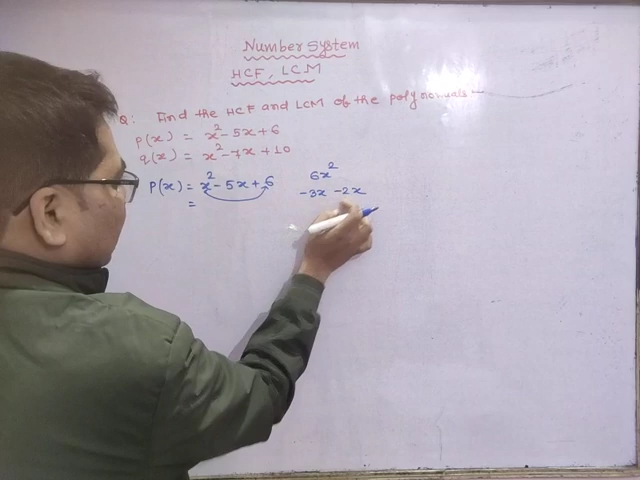 Number System
HCF, LCM
Q: Find the HCF and LCM of the polynomials –
p(x) = x² - 5x + 6
q(x) = x² - 7x + 10
p(x) = x² - 5x + 6
=
6x²
-3x -2x